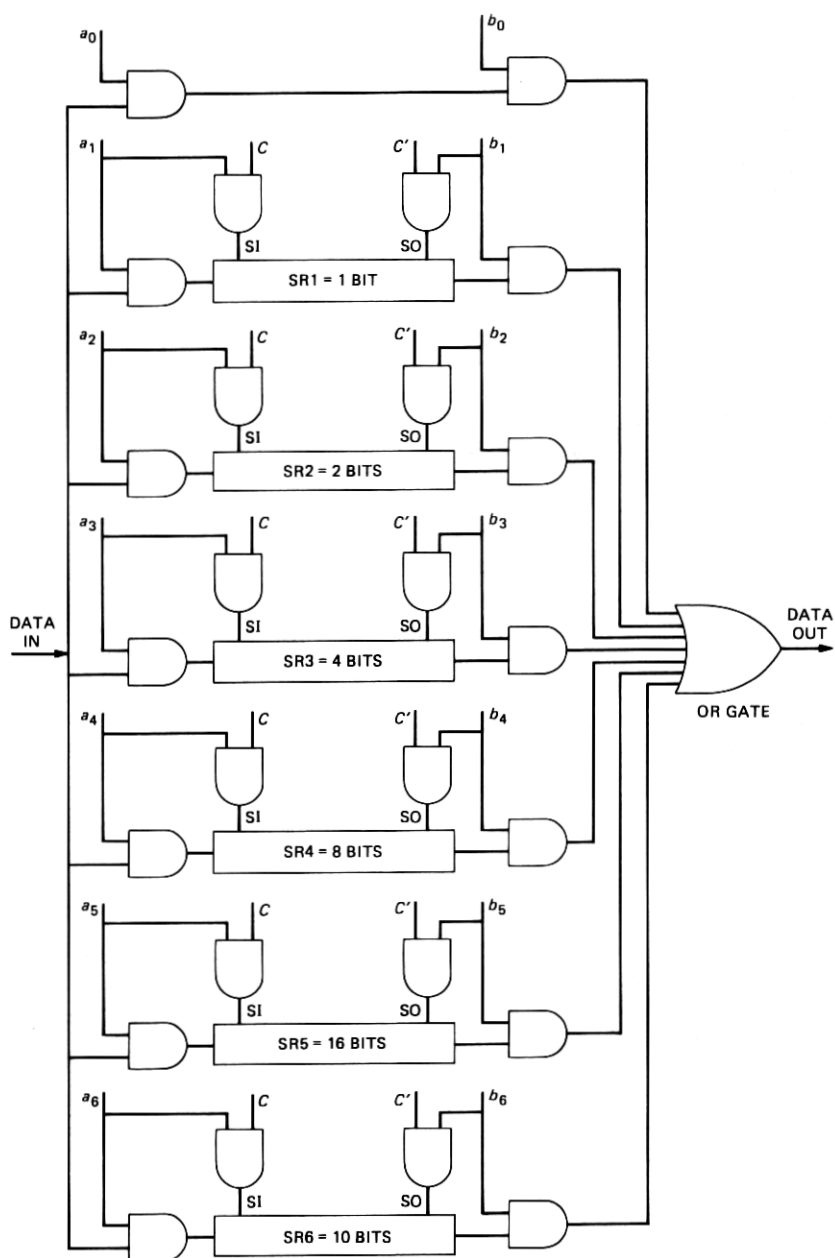 a0
b0
a1
C
C′
b1
SI
SO
SR1 = 1 BIT
a2
C
C′
b2
SI
SO
SR2 = 2 BITS
a3
C
C′
b3
SI
SO
DATA
IN
SR3 = 4 BITS
DATA
OUT
OR GATE
a4
C
C′
b4
SI
SO
SR4 = 8 BITS
a5
C
C′
b5
SI
SO
SR5 = 16 BITS
a6
C
C′
b6
SI
SO
SR6 = 10 BITS